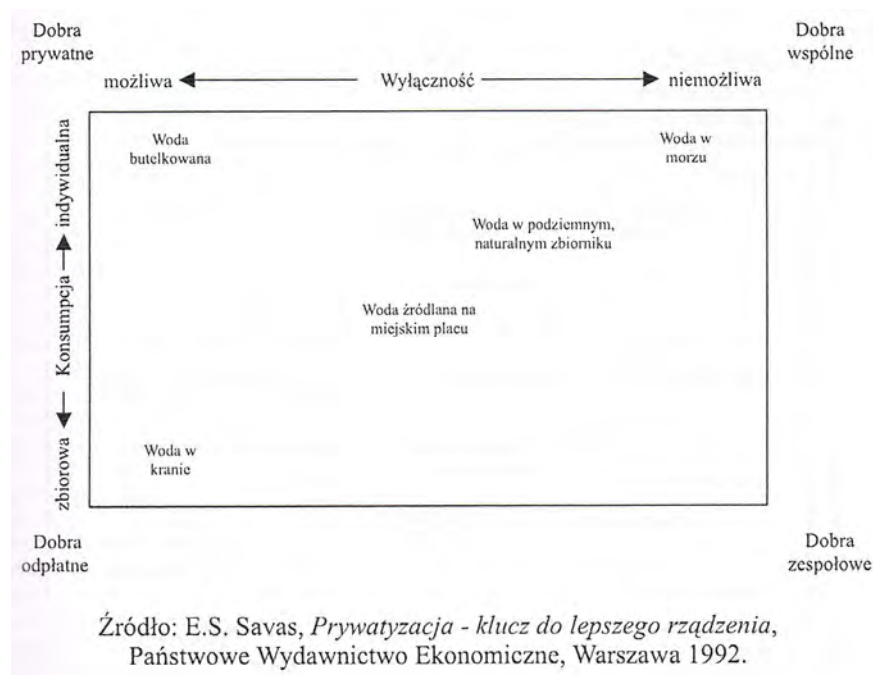 Dobra
prywatne
Dobra
wspólne
możliwa
Wyłączność
niemożliwa
indywidualna
Konsumpcja
zbiorowa
Woda
butelkowana
Woda w
morzu
Woda w podziemnym,
naturalnym zbiorniku
Woda źródlana na
miejskim placu
Woda w
kranie
Dobra
odpłatne
Dobra
zespołowe
Źródło: E.S. Savas, Prywatyzacja - klucz do lepszego rządzenia,
Państwowe Wydawnictwo Ekonomiczne, Warszawa 1992.